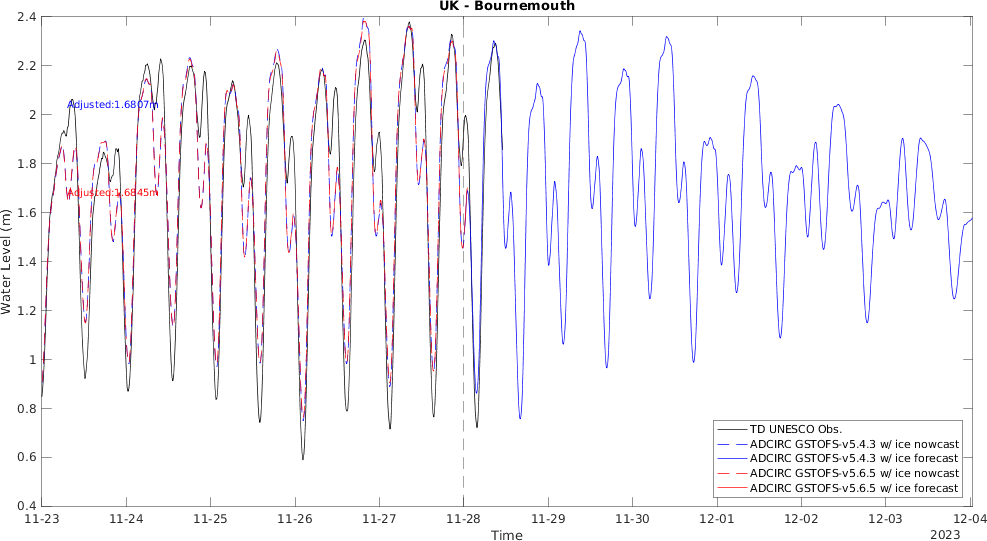 UK - Bournemouth
2.4
2.2
2
1.8
1.6
1.4
1.2
1
0.8
0.6
0.4
Water Level (m)
Adjusted:1.6807m
Adjusted:1.6845m
TD UNESCO Obs.
ADCIRC GSTOFS-v5.4.3 w/ ice nowcast
ADCIRC GSTOFS-v5.4.3 w/ ice forecast
ADCIRC GSTOFS-v5.6.5 w/ ice nowcast
ADCIRC GSTOFS-v5.6.5 w/ ice forecast
11-23 11-24 11-25 11-26 11-27 11-28 11-29 11-30 12-01 12-02 12-03 12-04
Time
2023